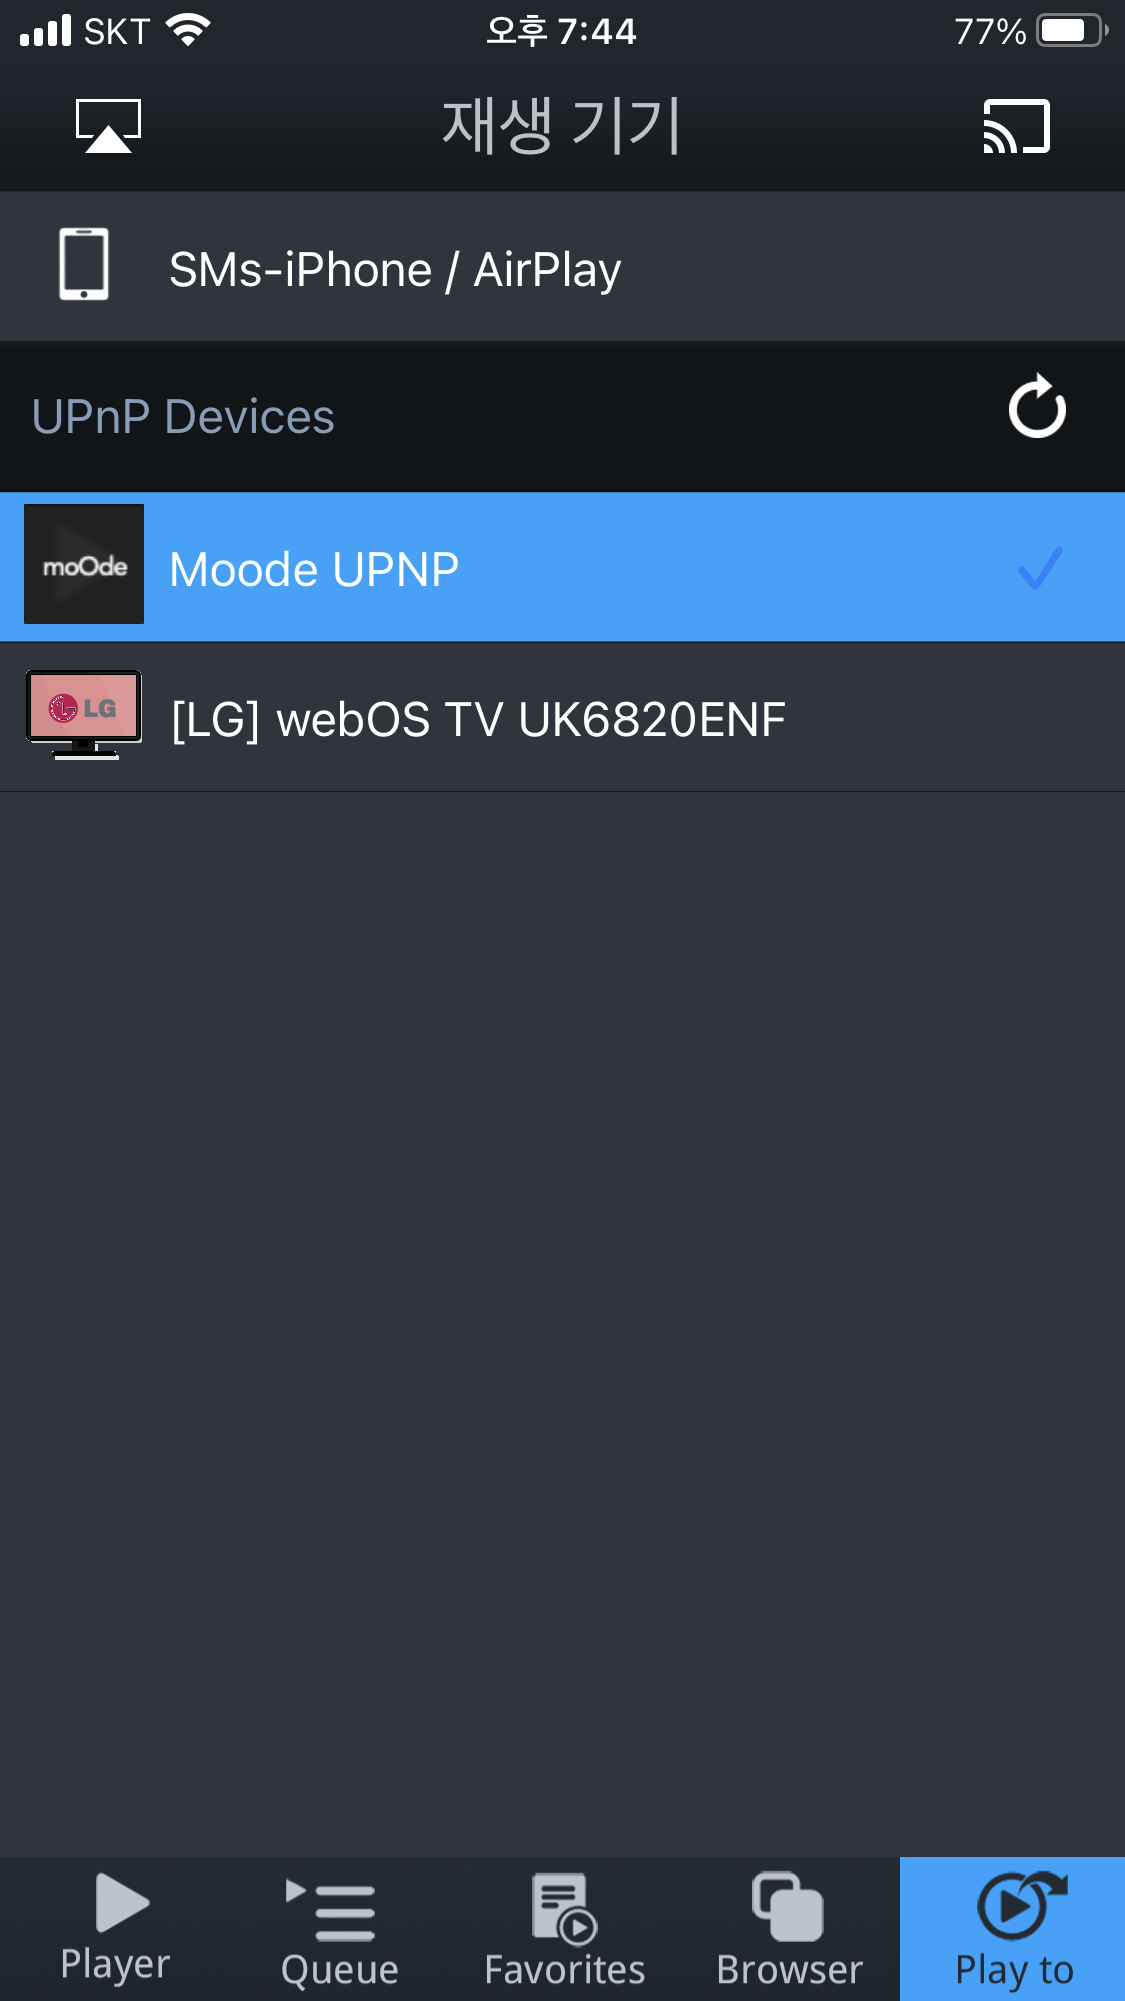 SKT 오후 7:44 77%
재생 기기
SMs-iPhone / AirPlay
UPnP Devices
moOde Moode UPNP
LG [LG] webOS TV UK6820ENF
Player Queue Favorites Browser Play to